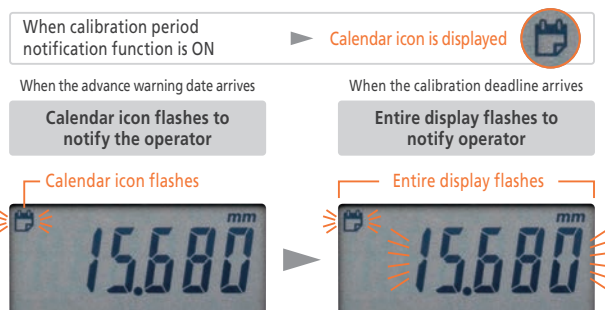 When calibration period
notification function is ON
Calendar icon is displayed
When the advance warning date arrives
When the calibration deadline arrives
Calendar icon flashes to
notify the operator
Entire display flashes to
notify operator
Calendar icon flashes
Entire display flashes
mm
15.680
mm
15.680